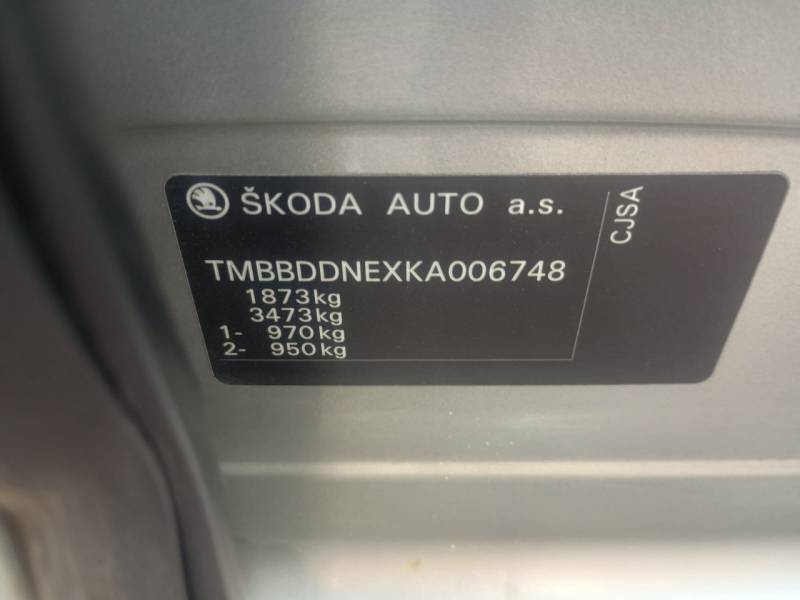 ŠKODA AUTO a.s.
TMBBDDNEXKA006748
1873kg
3473kg
1- 970kg
2- 950kg
CJSA